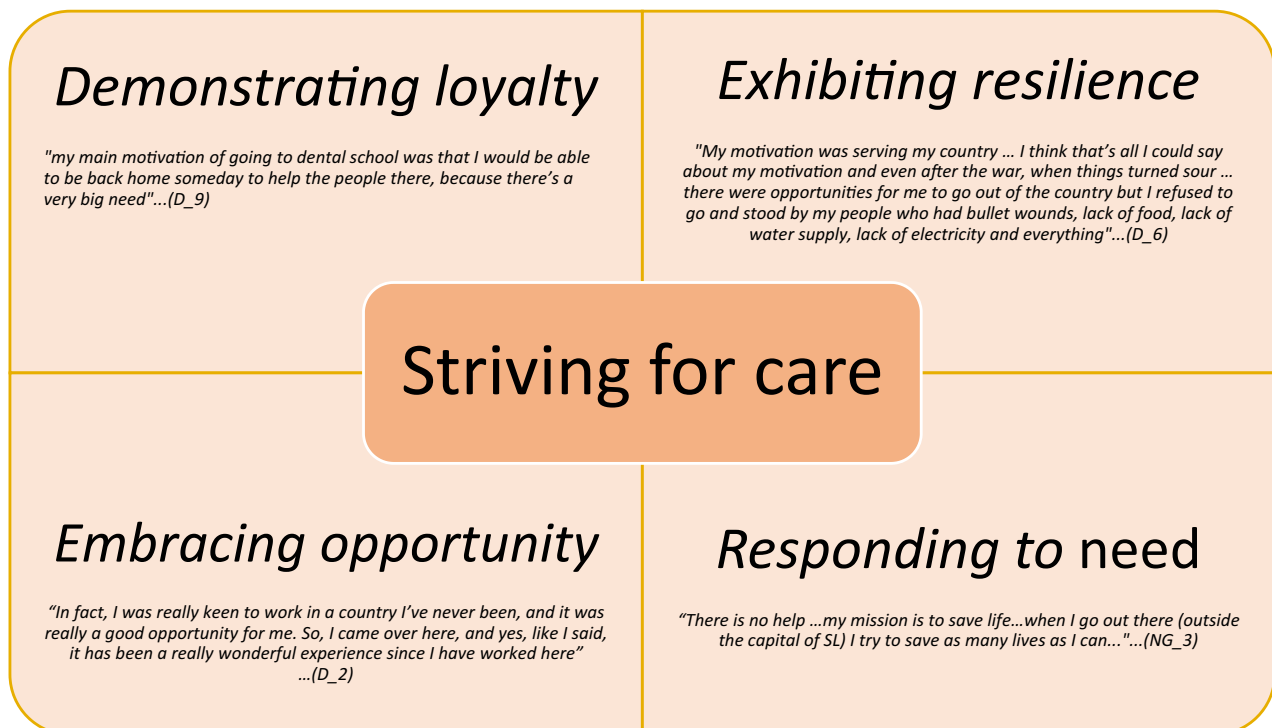 Demonstrating loyalty
"my main motivation of going to dental school was that I would be able
to be back home someday to help the people there, because there’s a
very big need"...(D_9)
Exhibiting resilience
"My motivation was serving my country ... I think that’s all I could say
about my motivation and even after the war, when things turned sour ...
there were opportunities for me to go out of the country but I refused to
go and stood by my people who had bullet wounds, lack of food, lack of
water supply, lack of electricity and everything"...(D_6)
Striving for care
Embracing opportunity
“In fact, I was really keen to work in a country I’ve never been, and it was
really a good opportunity for me. So, I came over here, and yes, like I said,
it has been a really wonderful experience since I have worked here”
...(D_2)
Responding to need
“There is no help ...my mission is to save life...when I go out there (outside
the capital of SL) I try to save as many lives as I can..."...(NG_3)